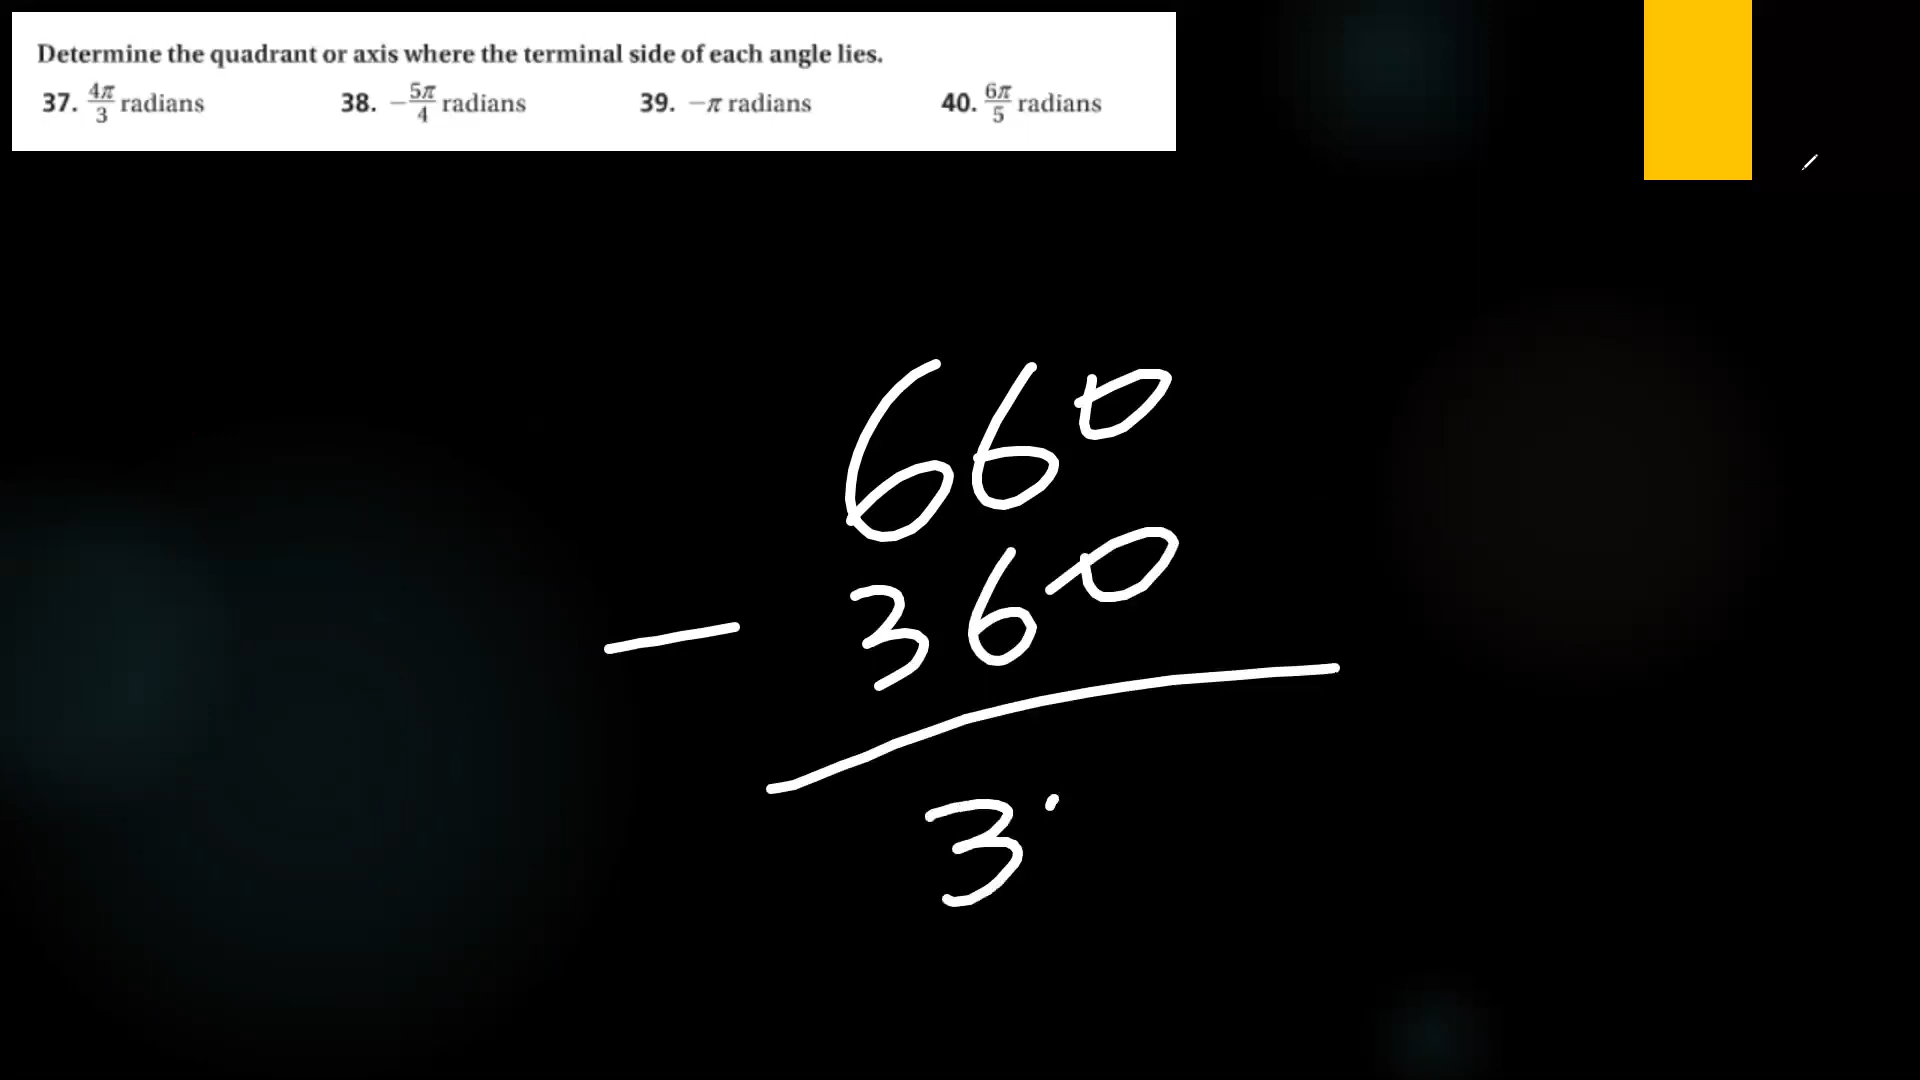 Determine the quadrant or axis where the terminal side of each angle lies.
37. 4π/3 radians 38. −5π/4 radians 39. −π radians 40. 6π/5 radians
660
− 360
3